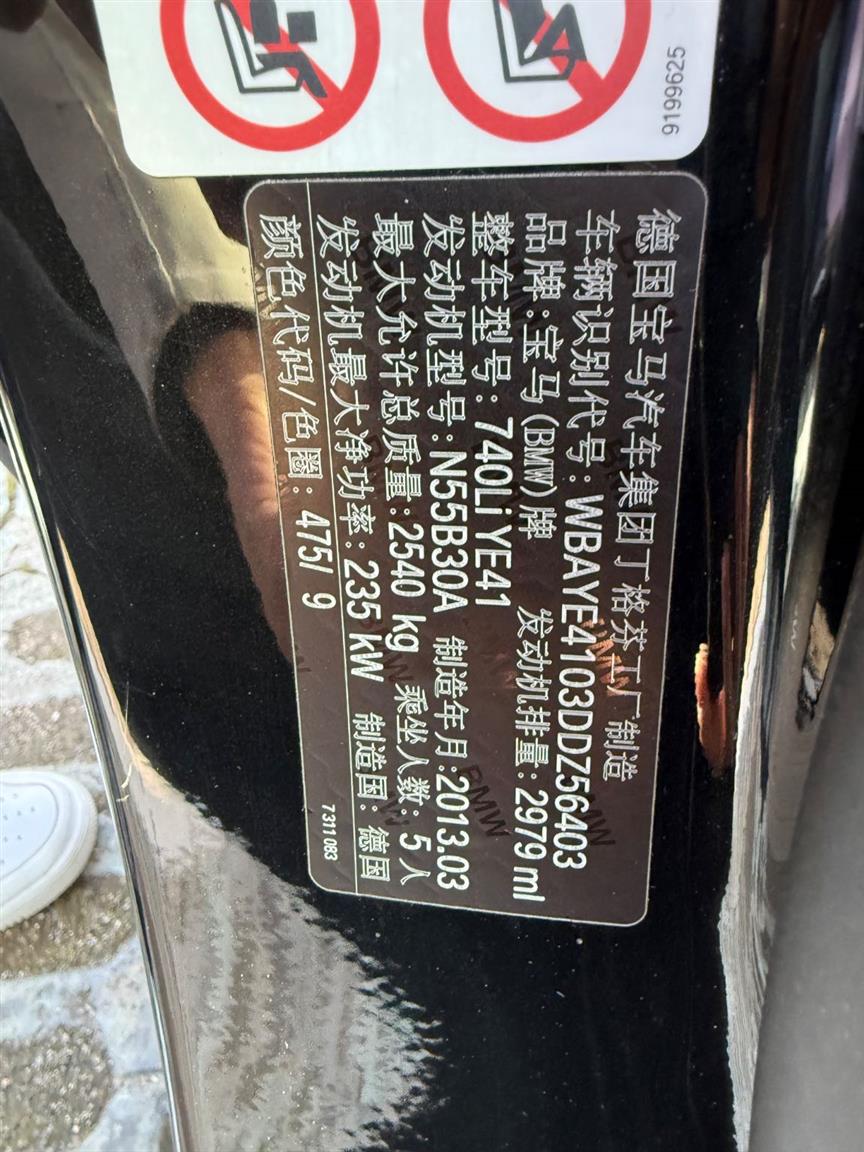 9199625
德国宝马汽车集团丁格芬工厂制造
车辆识别代号: WBAYE4103DDZ56403
品牌: 宝马(BMW)牌 发动机排量: 2979 ml
整车型号: 740Li YE41
发动机型号: N55B30A 制造年月: 2013.03
最大允许总质量: 2540 kg 乘坐人数: 5 人
发动机最大净功率: 235 kW 制造国: 德国
颜色代码/色圈: 475/ 9 7311083